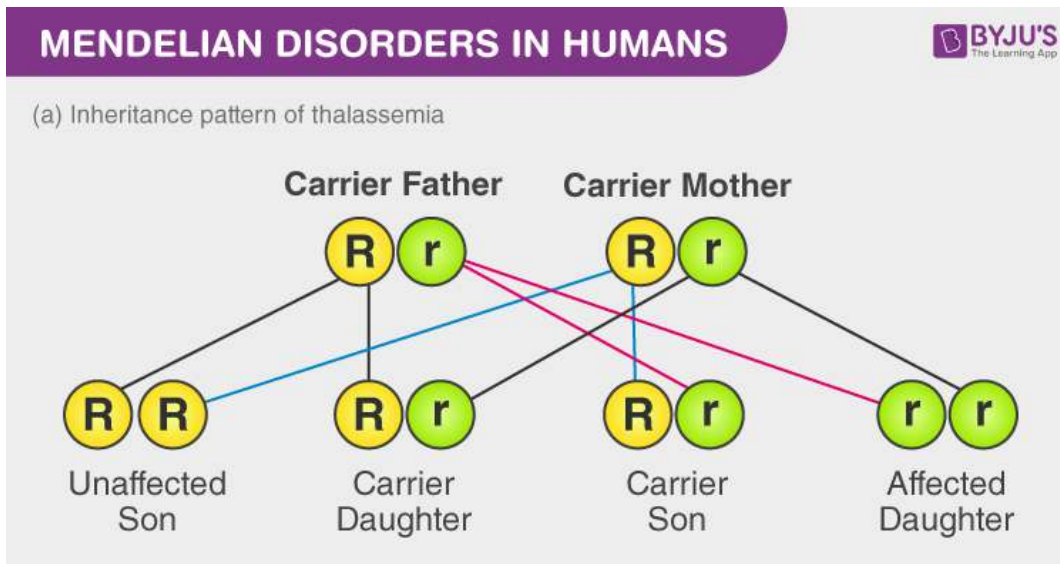 MENDELIAN DISORDERS IN HUMANS
BYJU'S
The Learning App
(a) Inheritance pattern of thalassemia
Carrier Father Carrier Mother
R r R r
R R R r R r r r
Unaffected Carrier Carrier Affected
Son Daughter Son Daughter